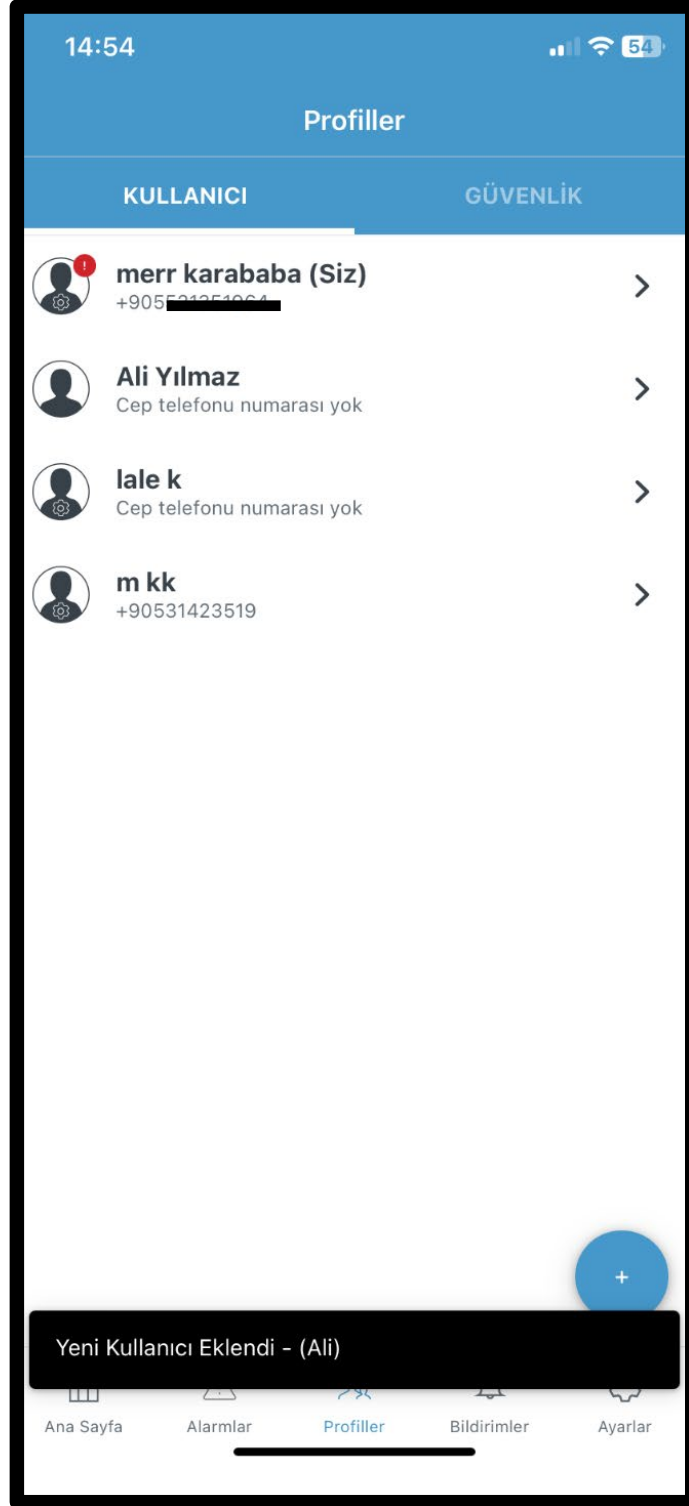 14:54
54
Profiller
KULLANICI
GÜVENLİK
!
merr karababa (Siz)
+905
Ali Yılmaz
Cep telefonu numarası yok
lale k
Cep telefonu numarası yok
m kk
+90531423519
+
Yeni Kullanıcı Eklendi - (Ali)
Ana Sayfa
Alarmlar
Profiller
Bildirimler
Ayarlar